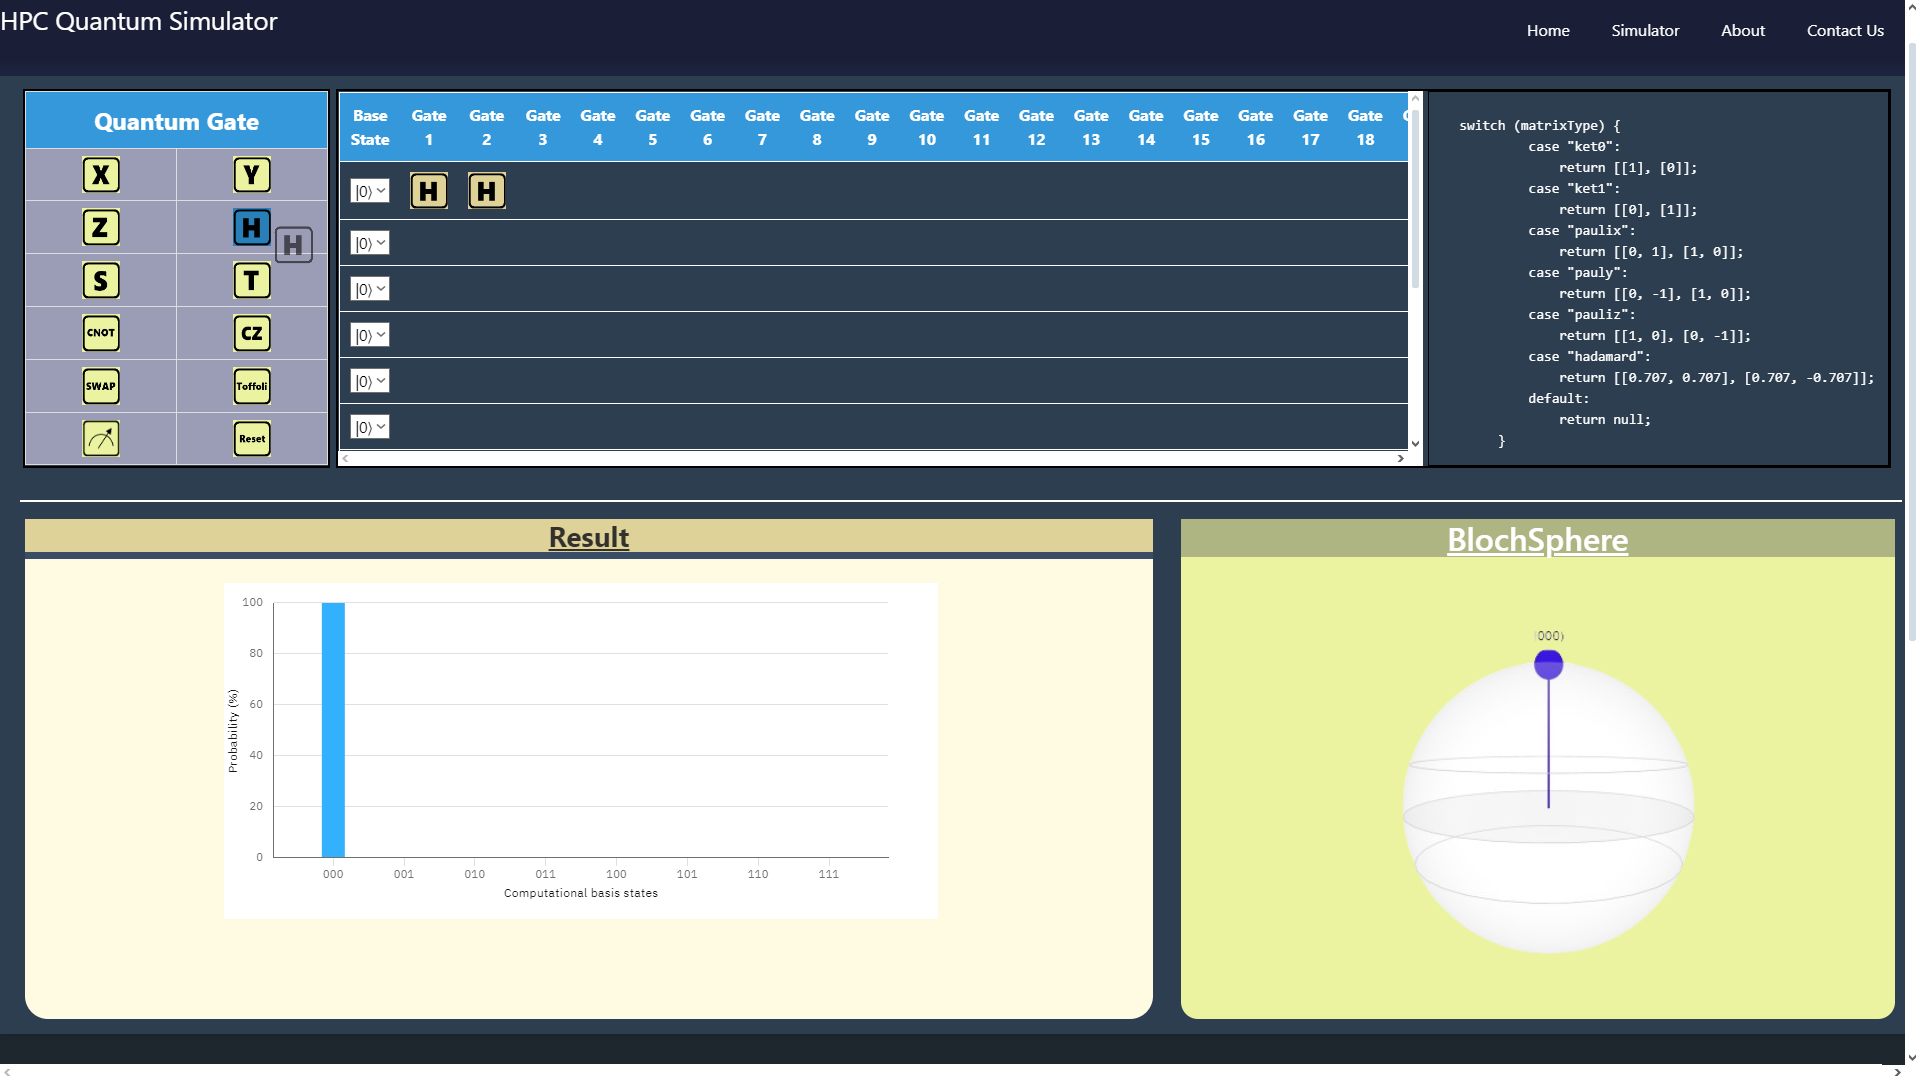 HPC Quantum Simulator
Home Simulator About Contact Us
Quantum Gate
X Y
Z H
H
S T
CNOT CZ
SWAP Toffoli
Reset
Base State Gate 1 Gate 2 Gate 3 Gate 4 Gate 5 Gate 6 Gate 7 Gate 8 Gate 9 Gate 10 Gate 11 Gate 12 Gate 13 Gate 14 Gate 15 Gate 16 Gate 17 Gate 18
|0⟩ H H
|0⟩
|0⟩
|0⟩
|0⟩
|0⟩
switch (matrixType) {
case "ket0":
return [[1], [0]];
case "ket1":
return [[0], [1]];
case "paulix":
return [[0, 1], [1, 0]];
case "pauly":
return [[0, -1], [1, 0]];
case "pauliz":
return [[1, 0], [0, -1]];
case "hadamard":
return [[0.707, 0.707], [0.707, -0.707]];
default:
return null;
}
Result
Probability (%)
100
80
60
40
20
0
000 001 010 011 100 101 110 111
Computational basis states
BlochSphere
|000⟩